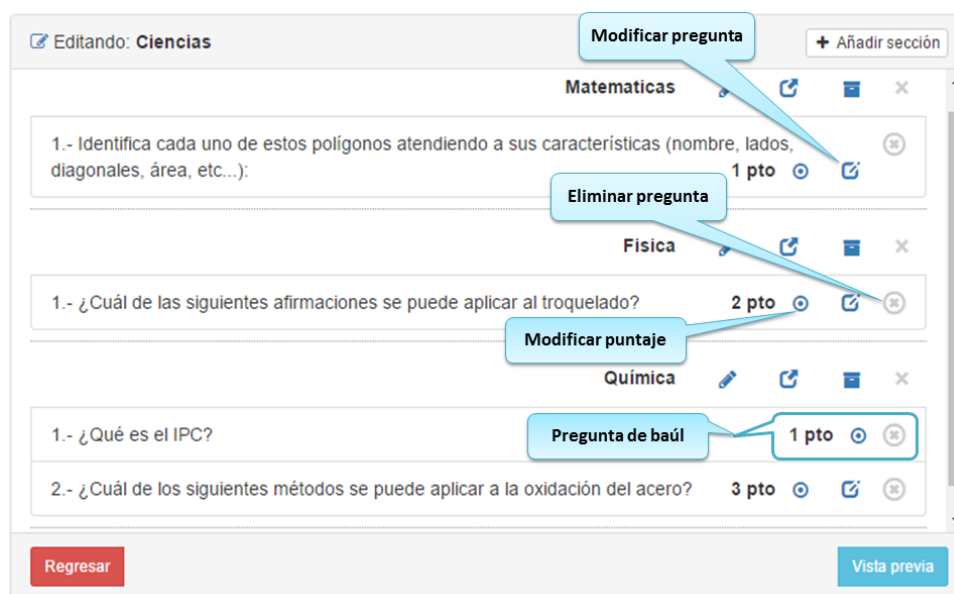 Editando: Ciencias
Modificar pregunta
+ Añadir sección
Matematicas
1.- Identifica cada uno de estos polígonos atendiendo a sus características (nombre, lados,
diagonales, área, etc...):
1 pto
Eliminar pregunta
Fisica
1.- ¿Cuál de las siguientes afirmaciones se puede aplicar al troquelado?
2 pto
Modificar puntaje
Química
1.- ¿Qué es el IPC?
Pregunta de baúl
1 pto
2.- ¿Cuál de los siguientes métodos se puede aplicar a la oxidación del acero?
3 pto
Regresar
Vista previa